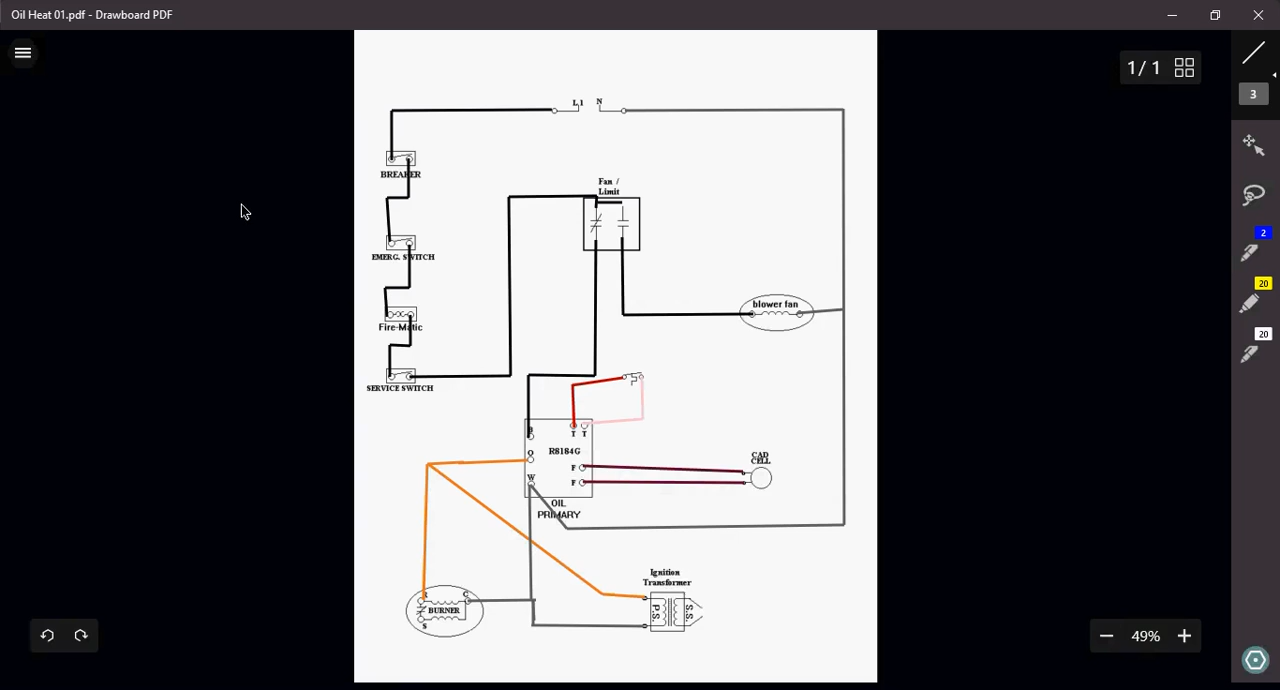 Oil Heat 01.pdf - Drawboard PDF
1/ 1
3
2
20
20
L1 N
BREAKER
EMERG. SWITCH
Fire-Matic
SERVICE SWITCH
Fan /
Limit
blower fan
B
T T
O
R8184G
F
W
F
OIL
PRIMARY
CAD
CELL
Ignition
Transformer
P.S. S.S.
R C
BURNER
S
49%